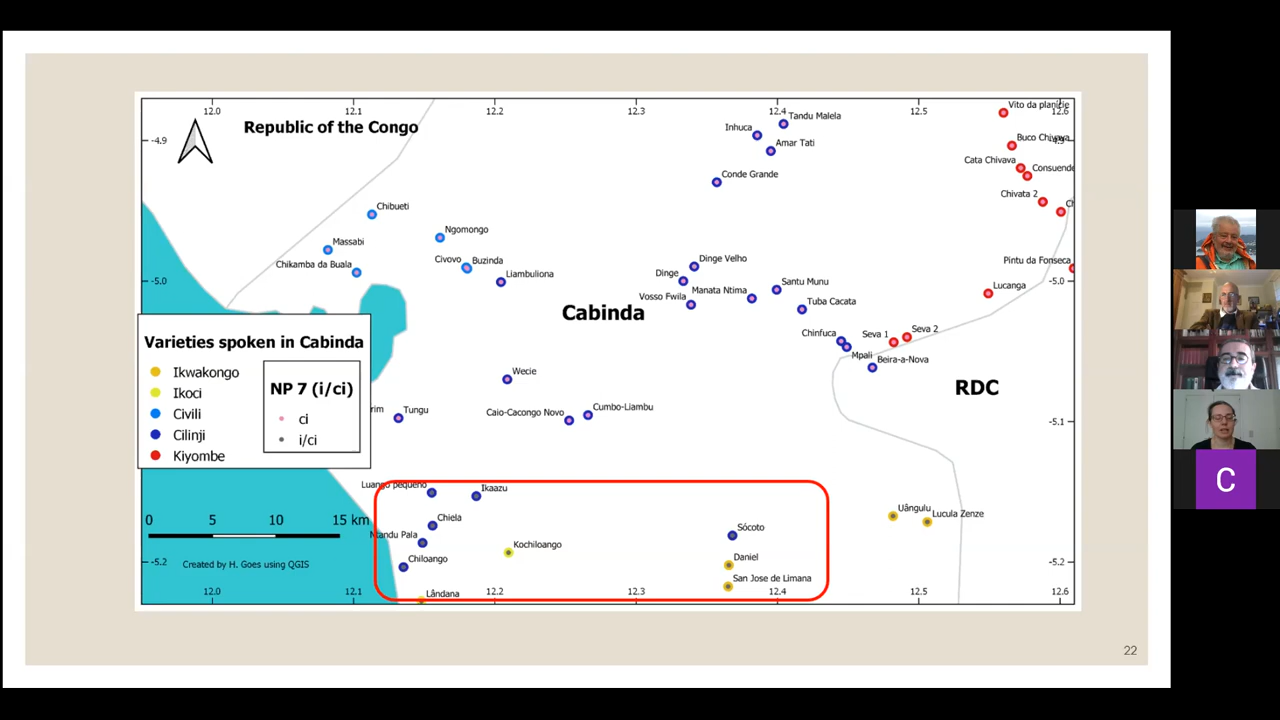 12.0
12.1
12.2
12.3
12.4
12.5
12.6
Republic of the Congo
-4.9
Tandu Malela
Inhuca
Amar Tati
Conde Grande
Vito da planície
Buco Chivava
Cata Chivava
Consuende
Chivata 2
Chibueti
Massabi
Chikamba da Buala
Ngomongo
Civovo
Buzinda
Liambuliona
-5.0
Dinge Velho
Dinge
Vosso Fwila
Manata Ntima
Santu Munu
Tuba Cacata
Pintu da Fonseca
-5.0
Lucanga
Cabinda
Chinfuca
Seva 1
Seva 2
Mpali
Beira-a-Nova
RDC
Varieties spoken in Cabinda
Ikwakongo
Ikoci
Civili
Cilinji
Kiyombe
NP 7 (i/ci)
ci
i/ci
Wecie
rim
Tungu
Caio-Cacongo Novo
Cumbo-Liambu
-5.1
Luango pequeno
Ikaazu
Chiela
Ntandu Pala
Chiloango
Kochiloango
Sócoto
Daniel
San Jose de Limana
Lândana
Uângulu
Lucula Zenze
0
5
10
15 km
-5.2
Created by H. Goes using QGIS
-5.2
12.0
12.1
12.2
12.3
12.4
12.5
12.6
22
C